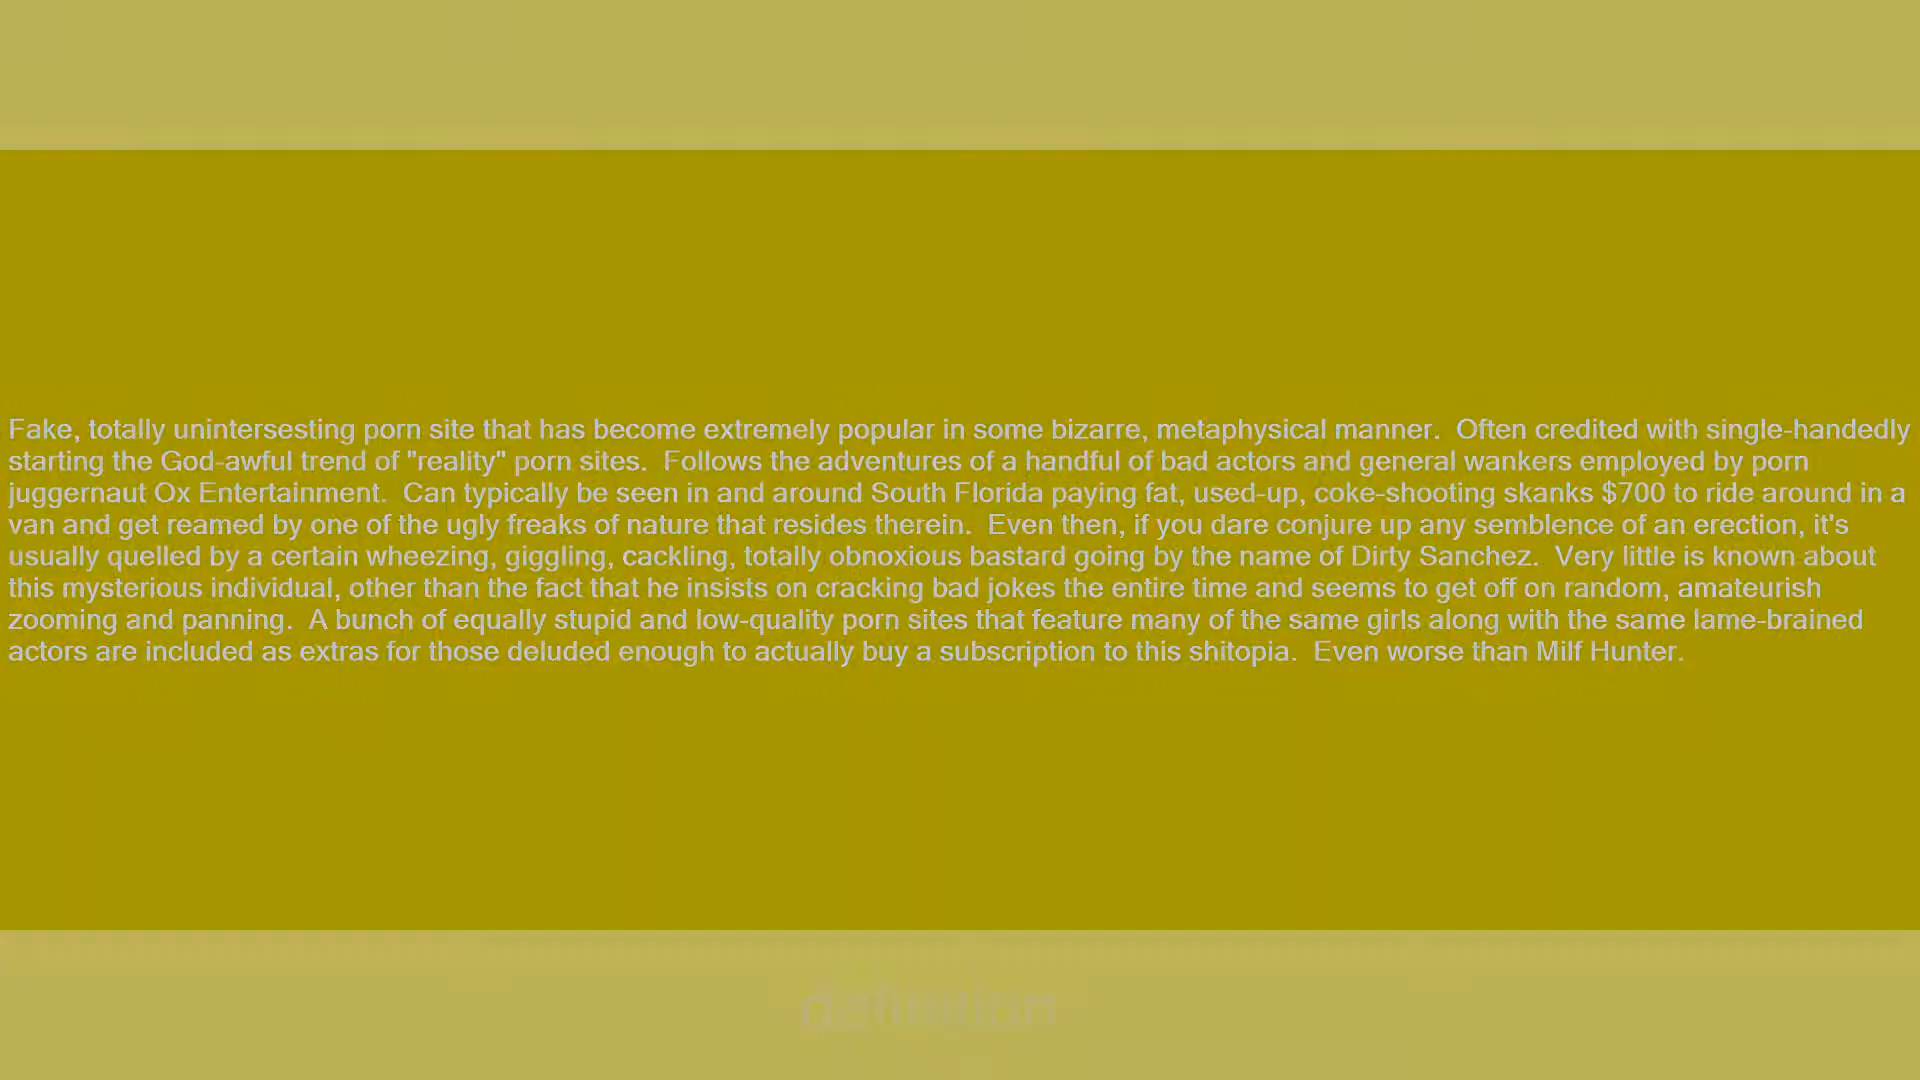 Fake, totally unintersesting porn site that has become extremely popular in some bizarre, metaphysical manner.  Often credited with single-handedly
starting the God-awful trend of "reality" porn sites.  Follows the adventures of a handful of bad actors and general wankers employed by porn
juggernaut Ox Entertainment.  Can typically be seen in and around South Florida paying fat, used-up, coke-shooting skanks $700 to ride around in a
van and get reamed by one of the ugly freaks of nature that resides therein.  Even then, if you dare conjure up any semblence of an erection, it's
usually quelled by a certain wheezing, giggling, cackling, totally obnoxious bastard going by the name of Dirty Sanchez.  Very little is known about
this mysterious individual, other than the fact that he insists on cracking bad jokes the entire time and seems to get off on random, amateurish
zooming and panning.  A bunch of equally stupid and low-quality porn sites that feature many of the same girls along with the same lame-brained
actors are included as extras for those deluded enough to actually buy a subscription to this shitopia.  Even worse than Milf Hunter.
definition